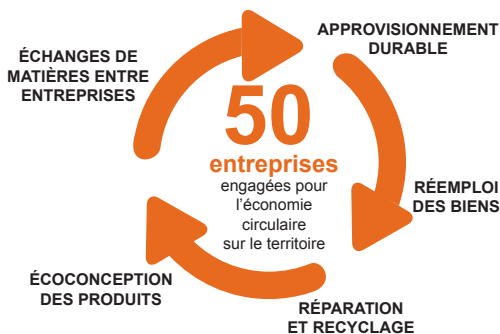 APPROVISIONNEMENT
DURABLE
ÉCHANGES DE
MATIÈRES ENTRE
ENTREPRISES
50
entreprises
engagées pour
l'économie
circulaire
sur le territoire
RÉEMPLOI
DES BIENS
ÉCOCONCEPTION
DES PRODUITS
RÉPARATION
ET RECYCLAGE